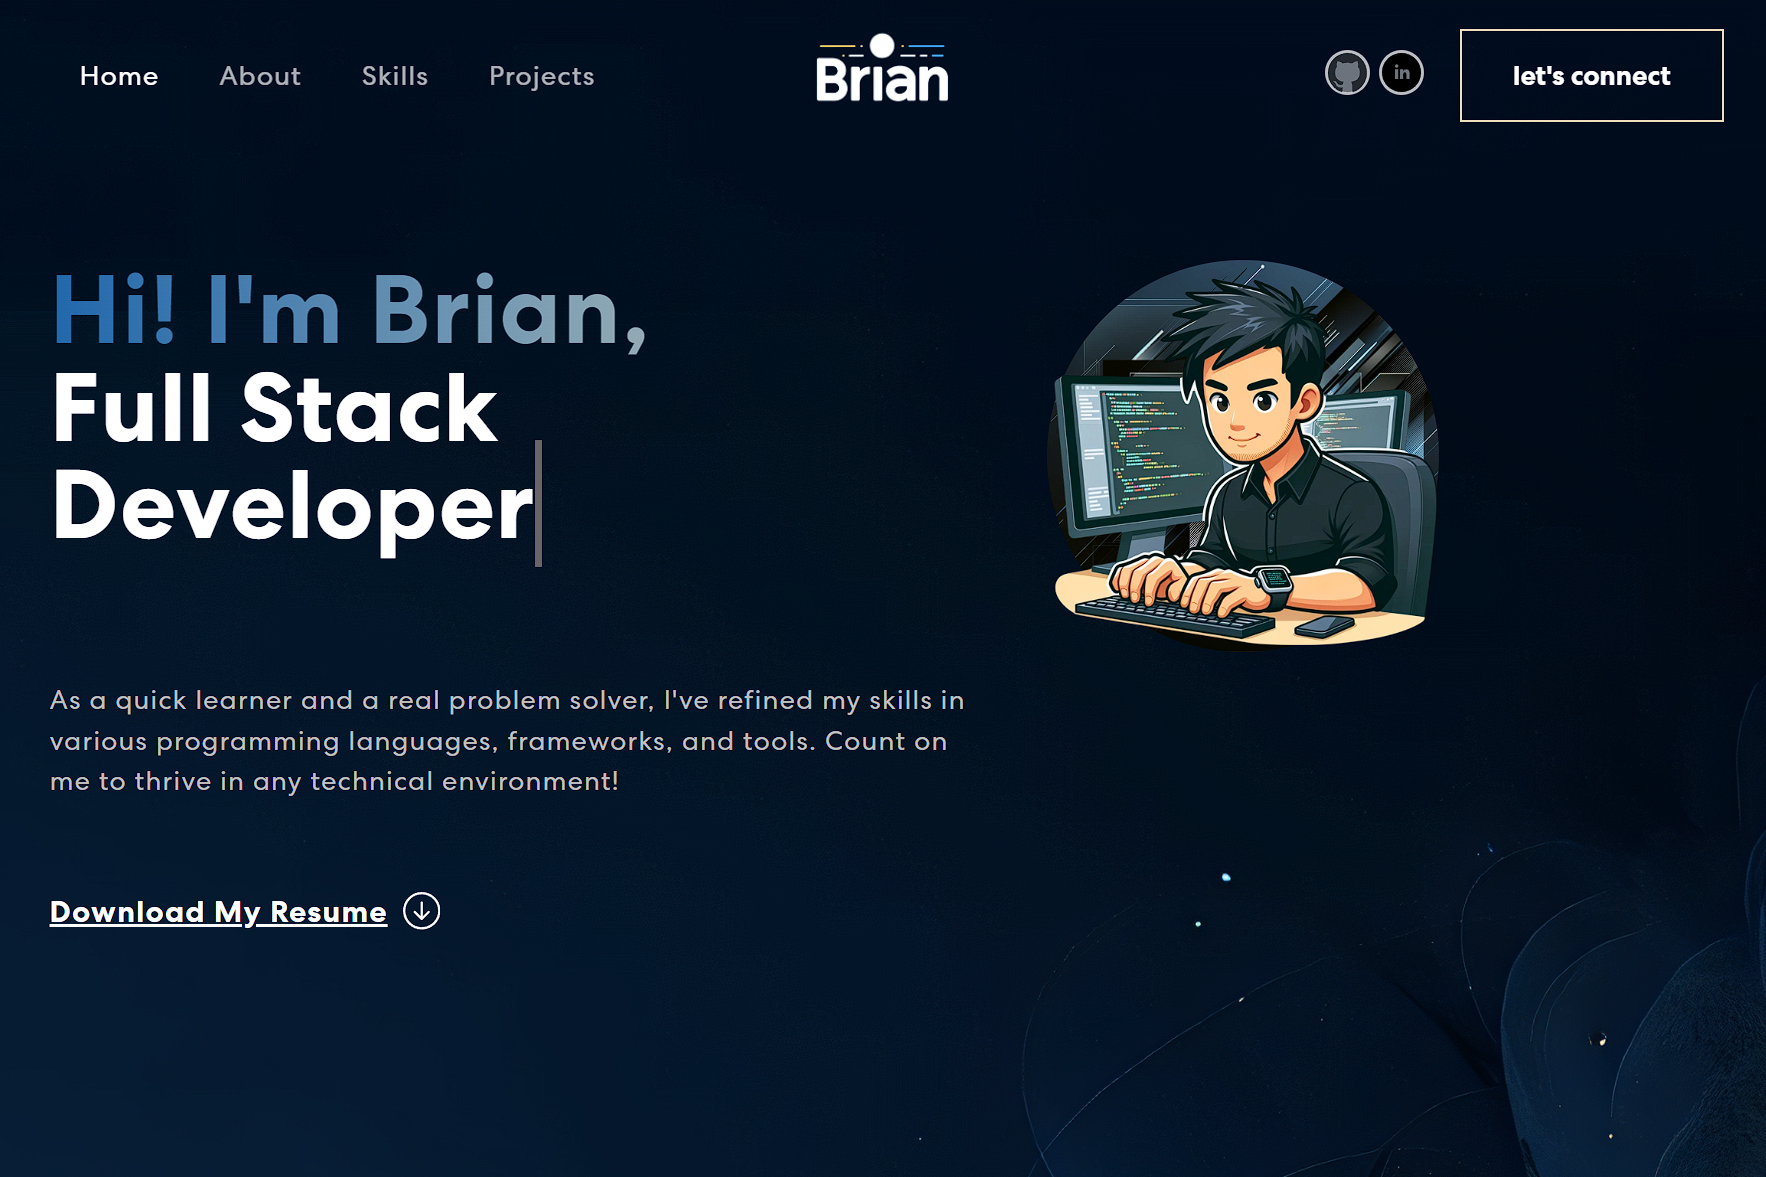 Home About Skills Projects
Brian
in
let's connect
Hi! I'm Brian,
Full Stack
Developer
As a quick learner and a real problem solver, I've refined my skills in
various programming languages, frameworks, and tools. Count on
me to thrive in any technical environment!
Download My Resume